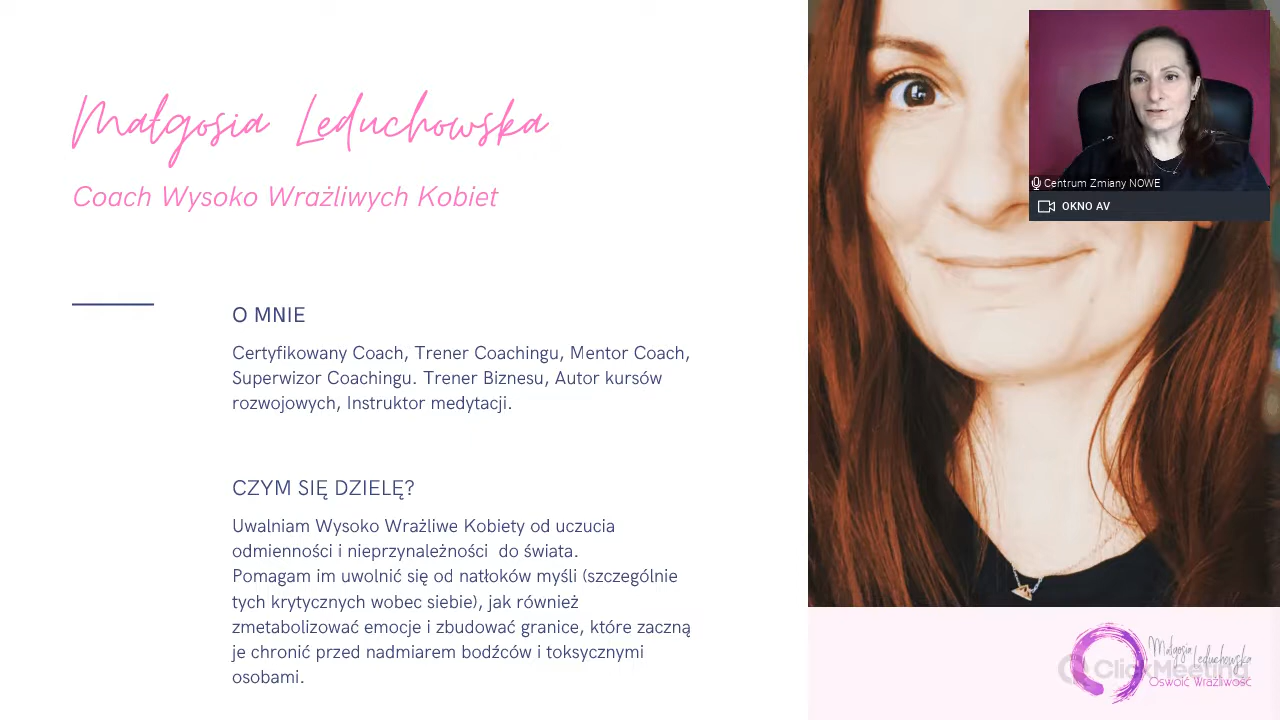 Małgosia Leduchowska
Coach Wysoko Wrażliwych Kobiet
O MNIE
Certyfikowany Coach, Trener Coachingu, Mentor Coach,
Superwizor Coachingu. Trener Biznesu, Autor kursów
rozwojowych, Instruktor medytacji.
CZYM SIĘ DZIELĘ?
Uwalniam Wysoko Wrażliwe Kobiety od uczucia
odmienności i nieprzynależności do świata.
Pomagam im uwolnić się od natłoków myśli (szczególnie
tych krytycznych wobec siebie), jak również
zmetabolizować emocje i zbudować granice, które zaczną
je chronić przed nadmiarem bodźców i toksycznymi
osobami.
Centrum Zmiany NOWE
OKNO AV
Małgosia Leduchowska
ClickMeeting
Oswoić Wrażliwość